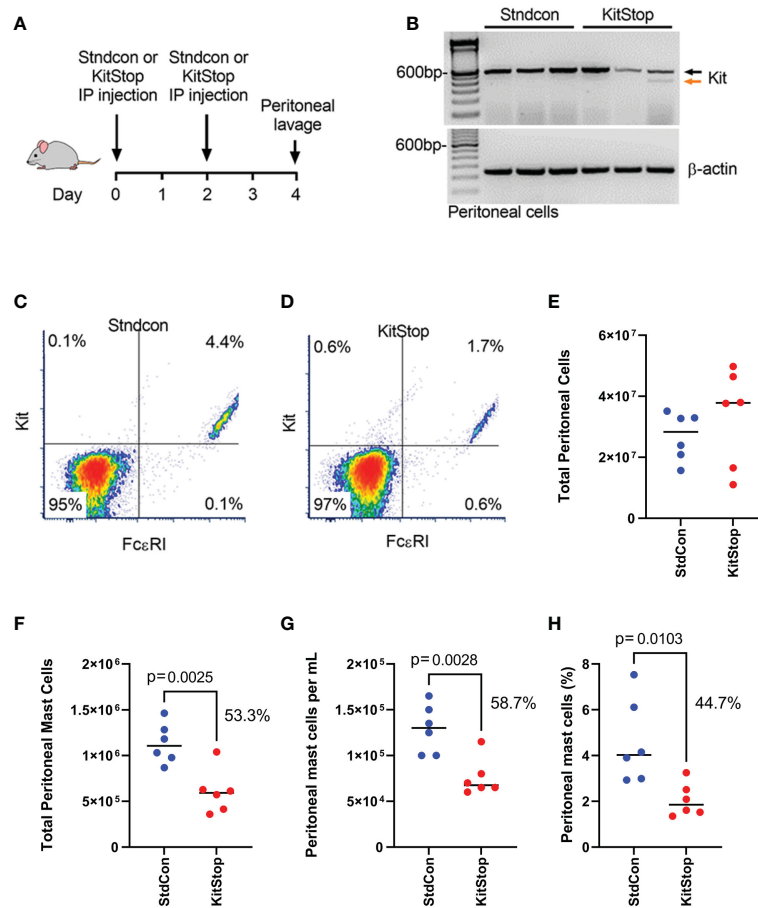 A
Stndcon or
KitStop
IP injection
Stndcon or
KitStop
IP injection
Peritoneal
lavage
Day 0 1 2 3 4
B
Stndcon KitStop
600bp-
Kit
600bp-
β-actin
Peritoneal cells
C
Stndcon
0.1% 4.4%
Kit
95% 0.1%
FcεRI
D
KitStop
0.6% 1.7%
97% 0.6%
FcεRI
E
Total Peritoneal Cells
6×10⁷
4×10⁷
2×10⁷
0
StdCon
KitStop
F
Total Peritoneal Mast Cells
2×10⁶
1.5×10⁶
1×10⁶
5×10⁵
0
p=0.0025
53.3%
StdCon
KitStop
G
Peritoneal mast cells per mL
2×10⁵
1.5×10⁵
1×10⁵
5×10⁴
0
p=0.0028
58.7%
StdCon
KitStop
H
Peritoneal mast cells (%)
8
6
4
2
0
p=0.0103
44.7%
StdCon
KitStop